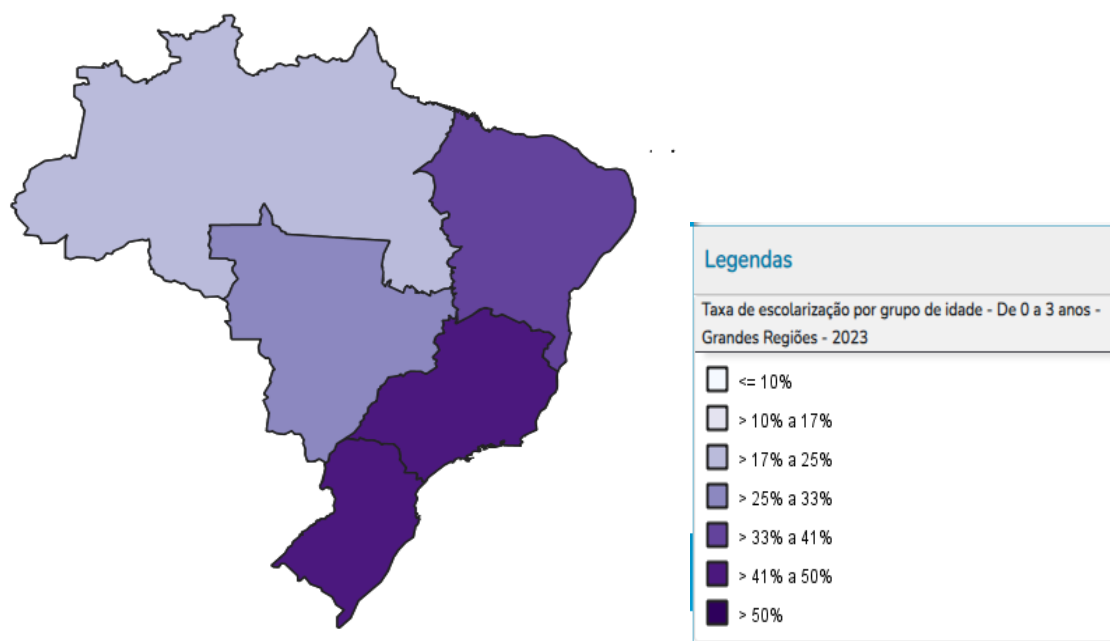 Legendas
Taxa de escolarização por grupo de idade - De 0 a 3 anos -
Grandes Regiões - 2023
<= 10%
> 10% a 17%
> 17% a 25%
> 25% a 33%
> 33% a 41%
> 41% a 50%
> 50%